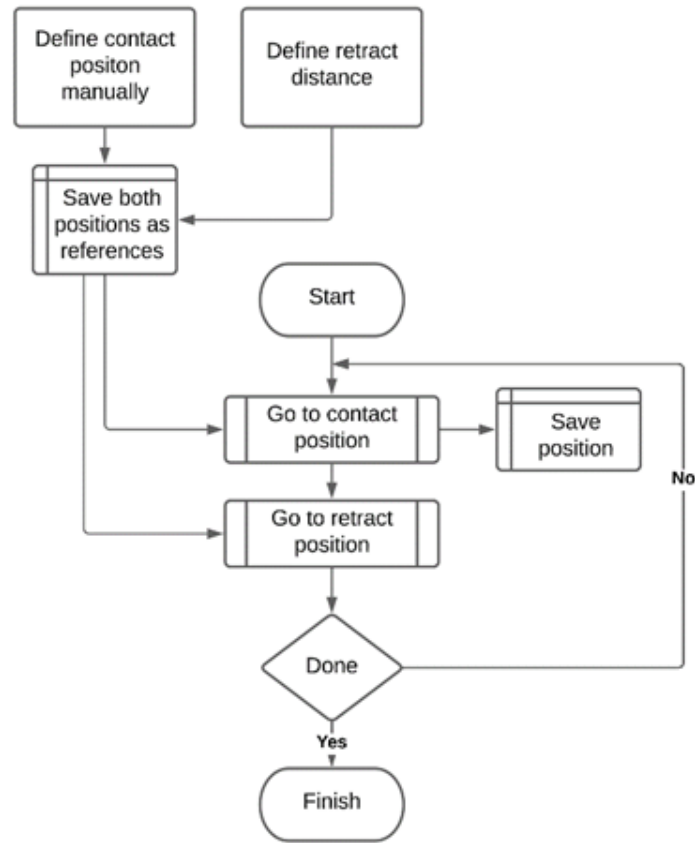 Define contact
positon
manually
Define retract
distance
Save both
positions as
references
Start
Go to contact
position
Save
position
No
Go to retract
position
Done
Yes
Finish